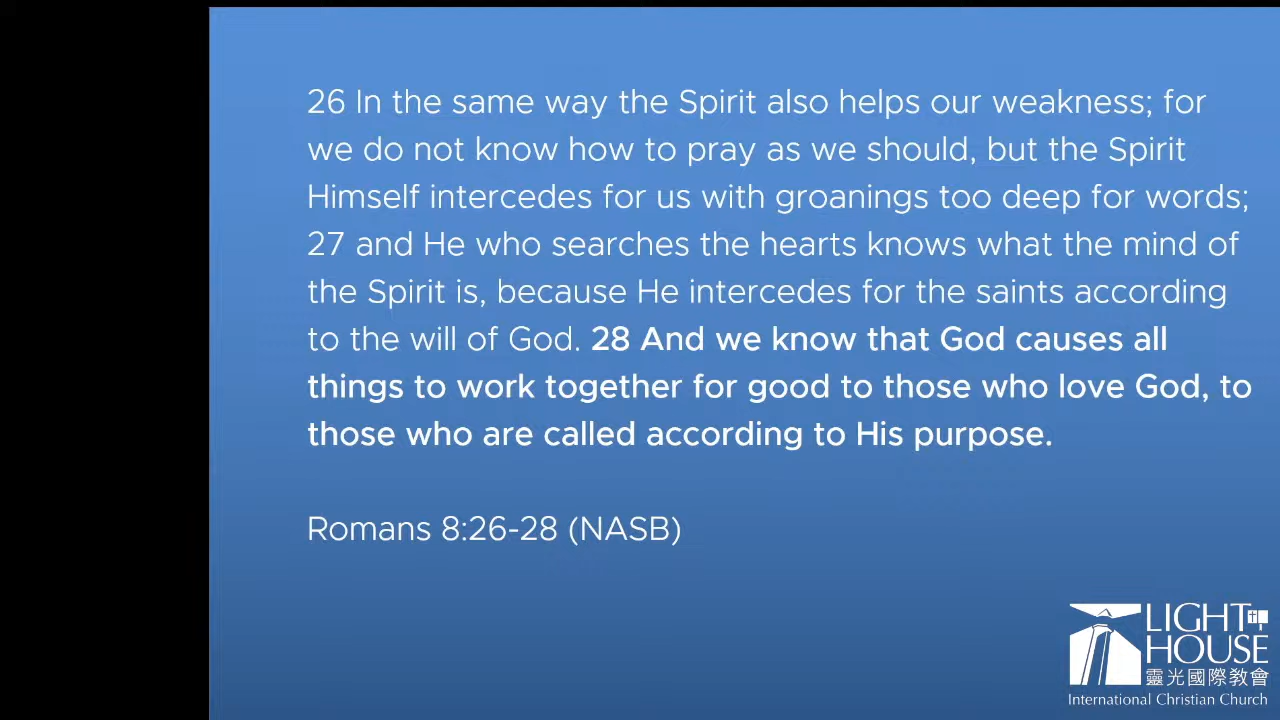 26 In the same way the Spirit also helps our weakness; for
we do not know how to pray as we should, but the Spirit
Himself intercedes for us with groanings too deep for words;
27 and He who searches the hearts knows what the mind of
the Spirit is, because He intercedes for the saints according
to the will of God. 28 And we know that God causes all
things to work together for good to those who love God, to
those who are called according to His purpose.
Romans 8:26-28 (NASB)
LIGHT
HOUSE
靈光國際教會
International Christian Church